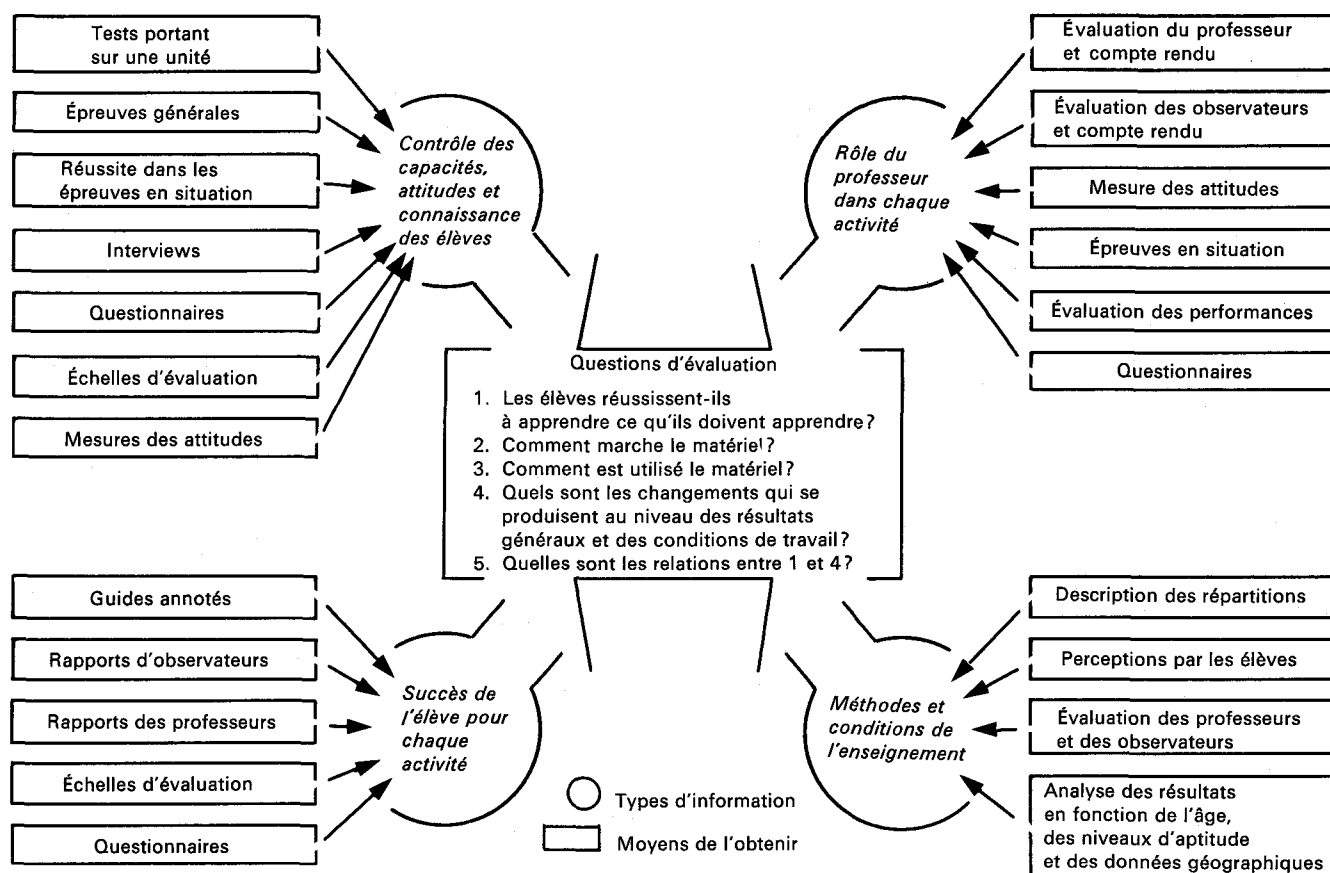 Tests portant
sur une unité
Épreuves générales
Réussite dans les
épreuves en situation
Interviews
Questionnaires
Échelles d'évaluation
Mesures des attitudes
Contrôle des
capacités,
attitudes et
connaissance
des élèves
Évaluation du professeur
et compte rendu
Évaluation des observateurs
et compte rendu
Mesure des attitudes
Épreuves en situation
Évaluation des performances
Questionnaires
Rôle du
professeur
dans chaque
activité
Questions d'évaluation
1. Les élèves réussissent-ils
à apprendre ce qu'ils doivent apprendre?
2. Comment marche le matériel?
3. Comment est utilisé le matériel?
4. Quels sont les changements qui se
produisent au niveau des résultats
généraux et des conditions de travail?
5. Quelles sont les relations entre 1 et 4?
Guides annotés
Rapports d'observateurs
Rapports des professeurs
Échelles d'évaluation
Questionnaires
Succès de
l'élève pour
chaque
activité
Description des répartitions
Perceptions par les élèves
Évaluation des professeurs
et des observateurs
Analyse des résultats
en fonction de l'âge,
des niveaux d'aptitude
et des données géographiques
Méthodes et
conditions de
l'enseignement
Types d'information
Moyens de l'obtenir